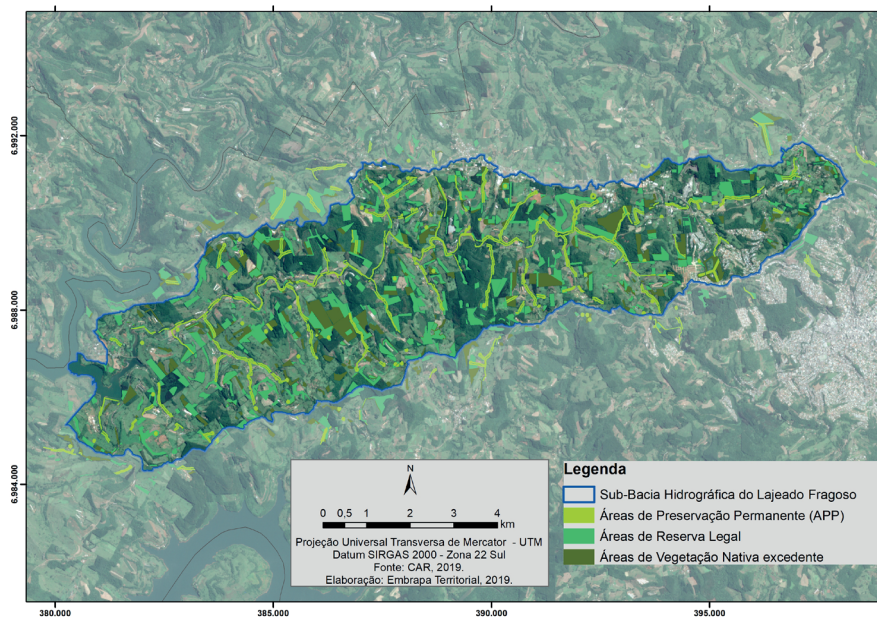 6.992.000
6.988.000
6.984.000
N
0 0,5 1 2 3 4
km
Projeção Universal Transversa de Mercator - UTM
Datum SIRGAS 2000 - Zona 22 Sul
Fonte: CAR, 2019.
Elaboração: Embrapa Territorial, 2019.
Legenda
Sub-Bacia Hidrográfica do Lajeado Fragoso
Áreas de Preservação Permanente (APP)
Áreas de Reserva Legal
Áreas de Vegetação Nativa excedente
380.000 385.000 390.000 395.000